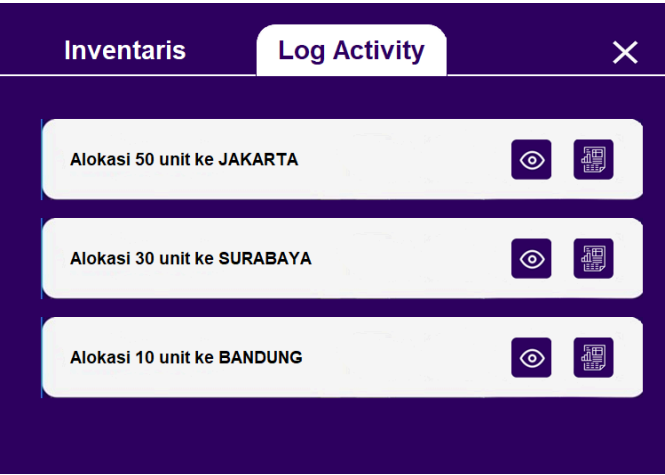 Inventaris
Log Activity
Alokasi 50 unit ke JAKARTA
Alokasi 30 unit ke SURABAYA
Alokasi 10 unit ke BANDUNG